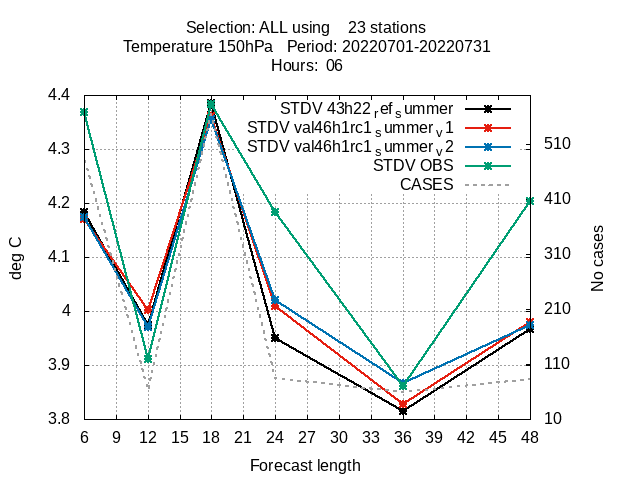 Selection: ALL using 23 stations
Temperature 150hPa Period: 20220701-20220731
Hours: 06
STDV 43h22refsummer
STDV val46h1rc1summerv1
STDV val46h1rc1summerv2
STDV OBS
CASES
4.4
4.3
4.2
4.1
4
3.9
3.8
deg C
510
410
310
210
110
10
No cases
6 9 12 15 18 21 24 27 30 33 36 39 42 45 48
Forecast length